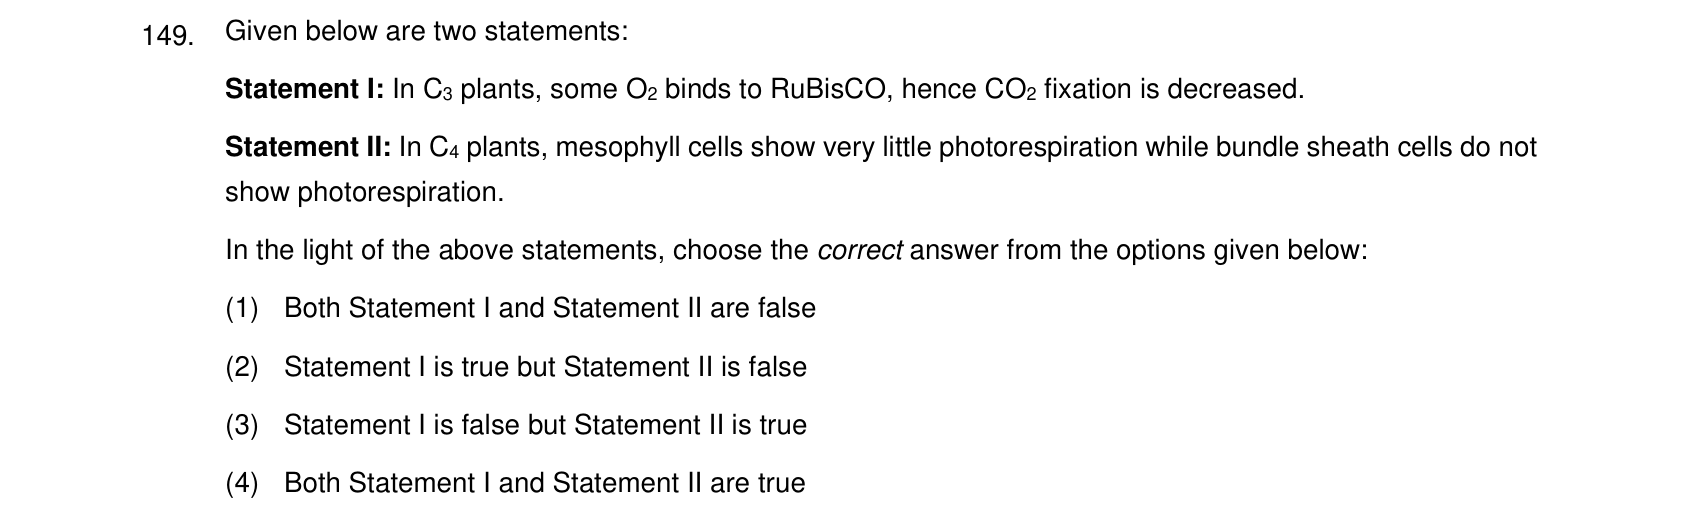 149. Given below are two statements:
Statement I: In C₃ plants, some O₂ binds to RuBisCO, hence CO₂ fixation is decreased.
Statement II: In C₄ plants, mesophyll cells show very little photorespiration while bundle sheath cells do not
show photorespiration.
In the light of the above statements, choose the correct answer from the options given below:
(1) Both Statement I and Statement II are false
(2) Statement I is true but Statement II is false
(3) Statement I is false but Statement II is true
(4) Both Statement I and Statement II are true